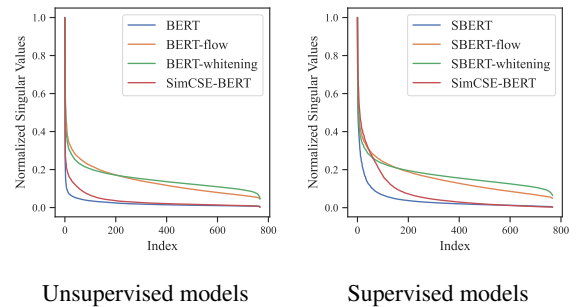 1.0
0.8
0.6
0.4
0.2
0.0
Normalized Singular Values
BERT
BERT-flow
BERT-whitening
SimCSE-BERT
0 200 400 600 800
Index
Unsupervised models
1.0
0.8
0.6
0.4
0.2
0.0
Normalized Singular Values
SBERT
SBERT-flow
SBERT-whitening
SimCSE-BERT
0 200 400 600 800
Index
Supervised models